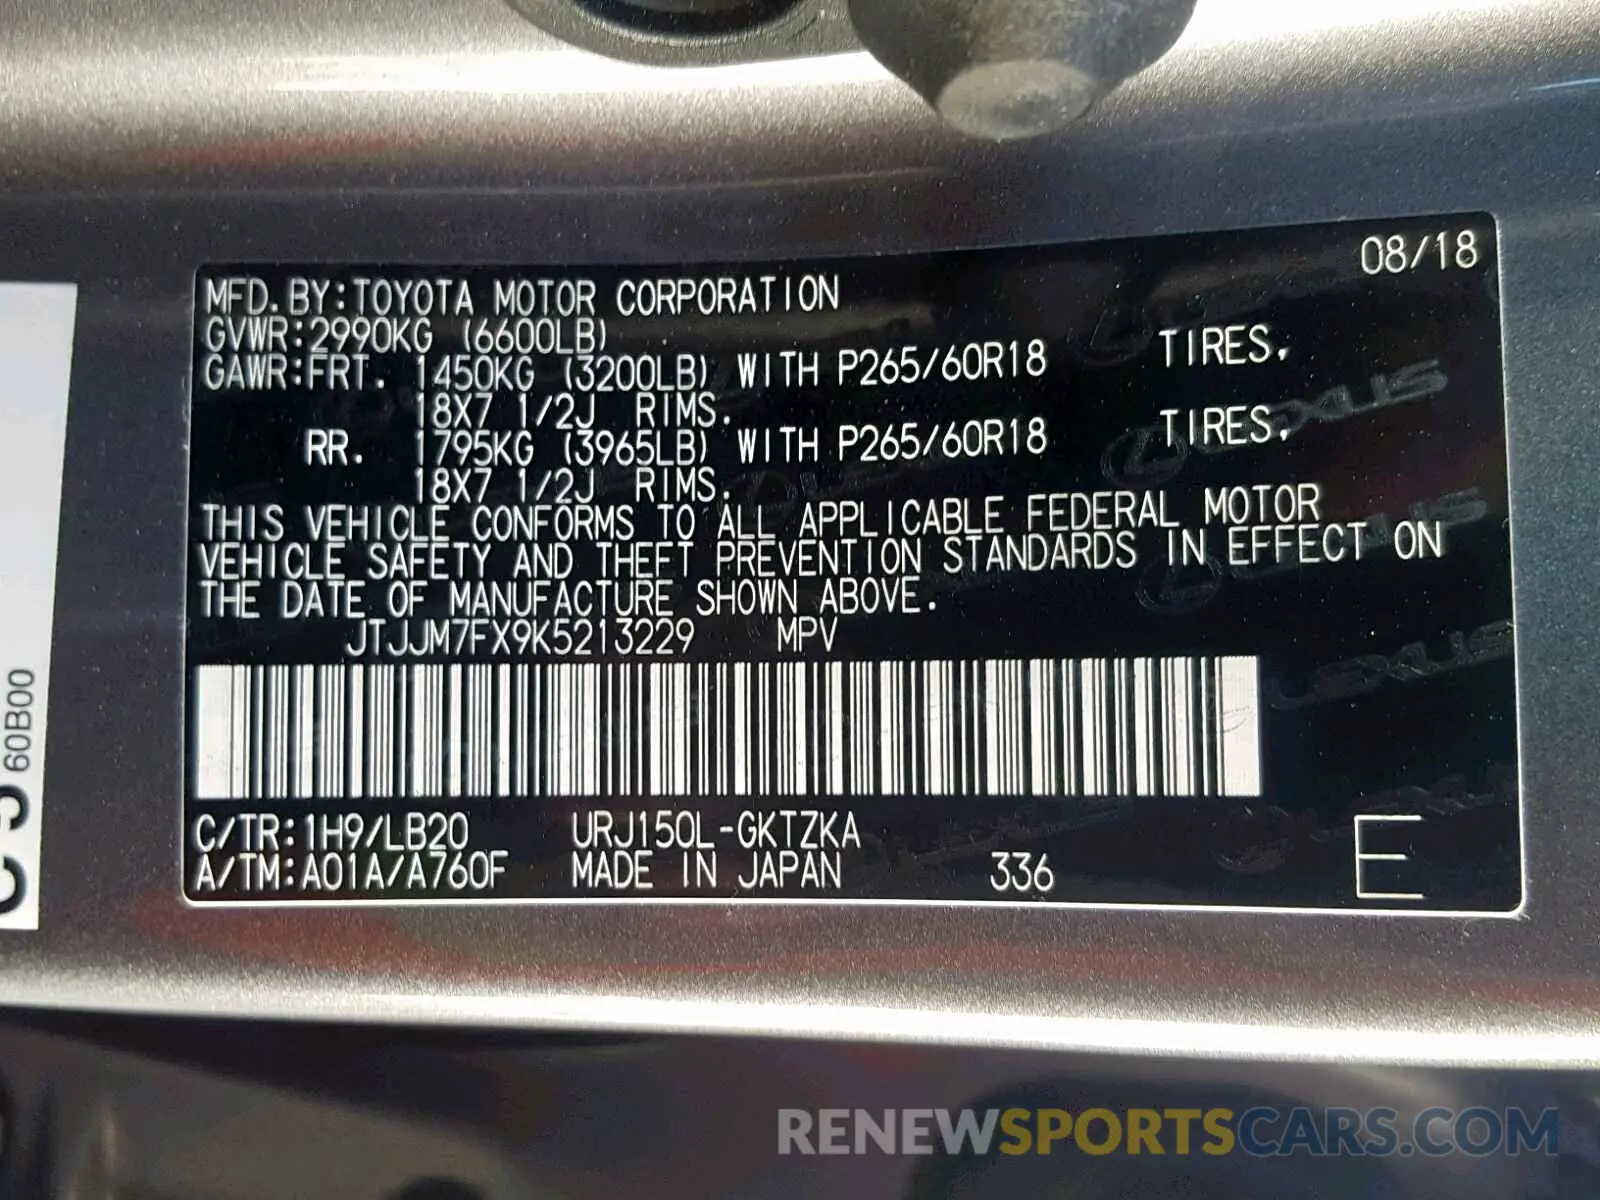 08/18
MFD.BY:TOYOTA MOTOR CORPORATION
GVWR:2990KG (6600LB)
GAWR:FRT. 1450KG (3200LB) WITH P265/60R18 TIRES,
18X7 1/2J RIMS.
RR. 1795KG (3965LB) WITH P265/60R18 TIRES,
18X7 1/2J RIMS.
THIS VEHICLE CONFORMS TO ALL APPLICABLE FEDERAL MOTOR
VEHICLE SAFETY AND THEFT PREVENTION STANDARDS IN EFFECT ON
THE DATE OF MANUFACTURE SHOWN ABOVE.
JTJJM7FX9K5213229 MPV
C/TR:1H9/LB20 URJ150L-GKTZKA
A/TM:A01A/A760F MADE IN JAPAN 336 E
60B00
LEXUS
LEXUS
LEXUS
RENEWSPORTSCARS.COM